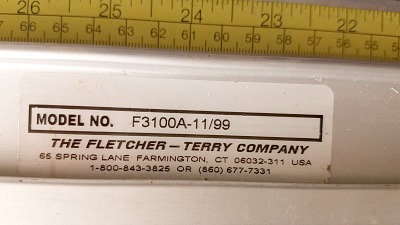 26 25 24 23 22
66 65 64 63 62 61 60 59 58 57 56 55
MODEL NO. F3100A-11/99
THE FLETCHER – TERRY COMPANY
65 SPRING LANE FARMINGTON, CT 06032-311 USA
1-800-843-3825 OR (860) 677-7331